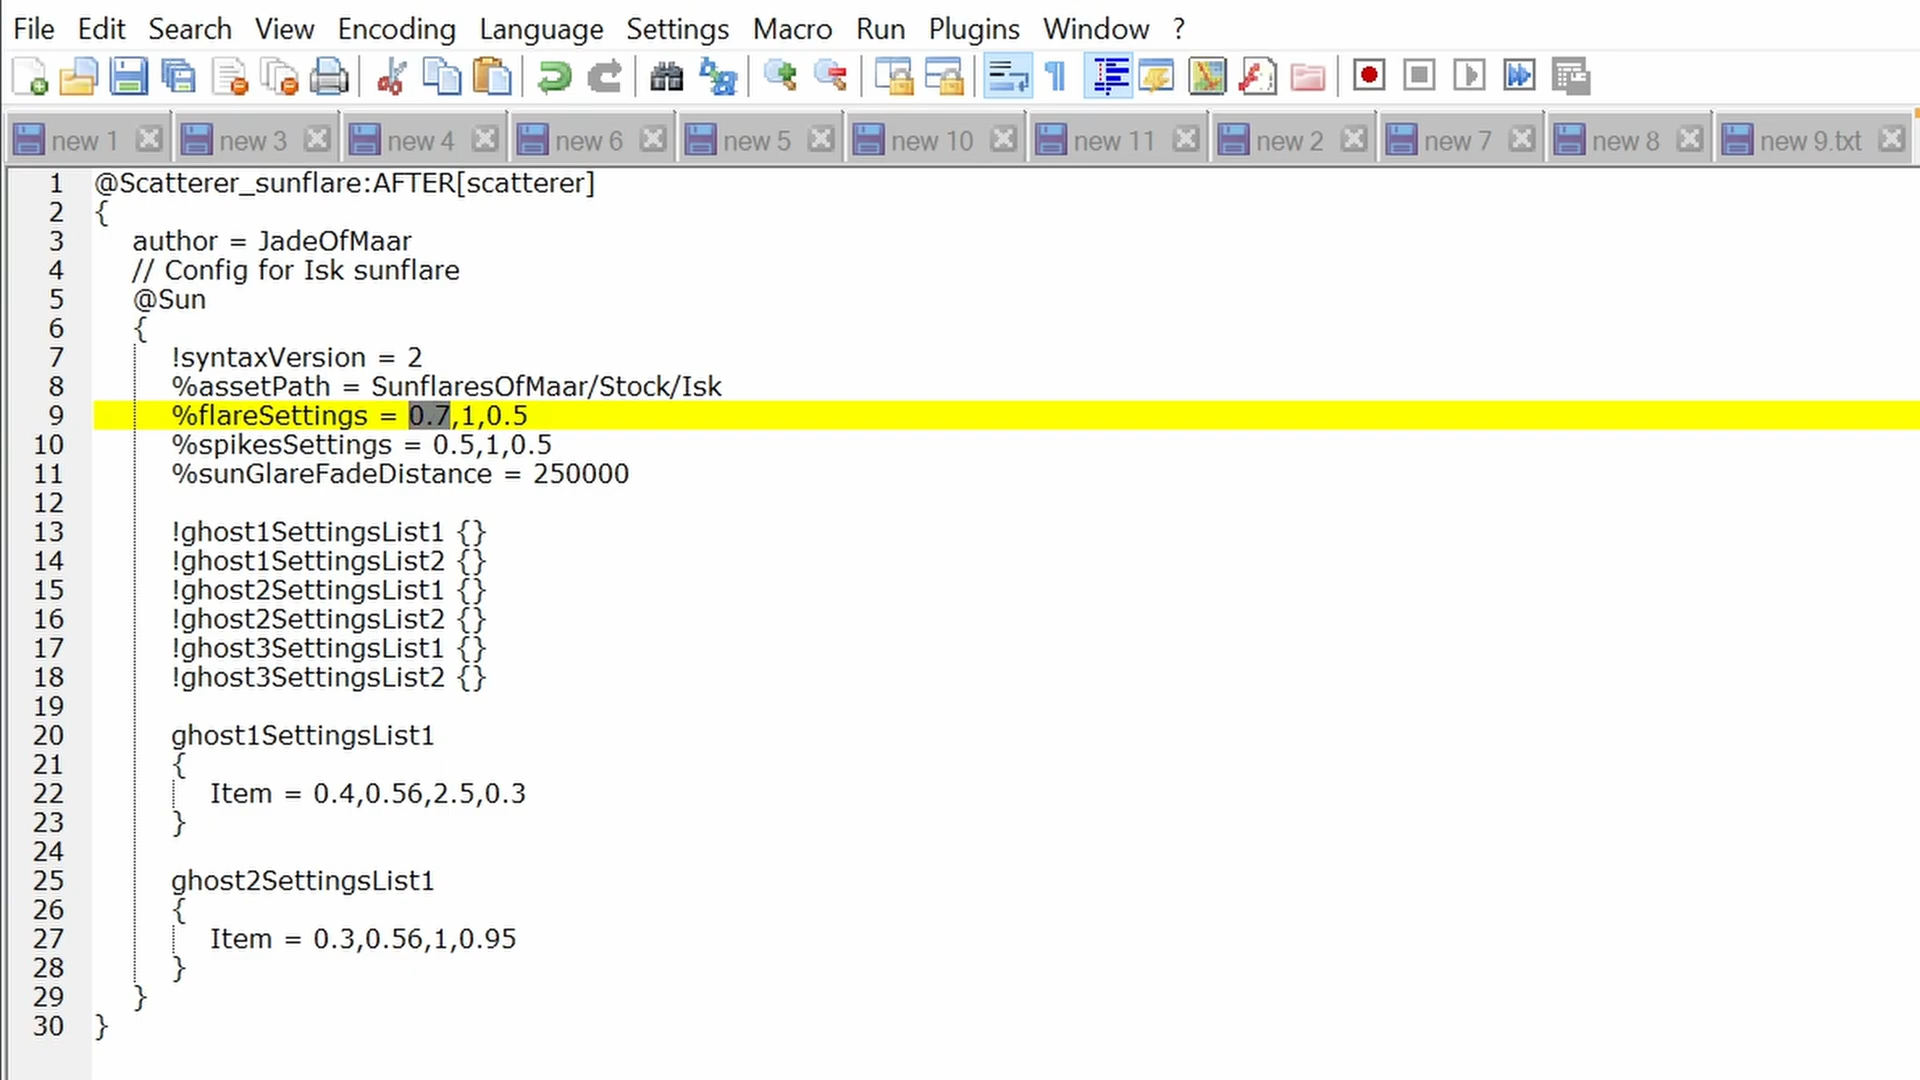 File Edit Search View Encoding Language Settings Macro Run Plugins Window ?
new 1 new 3 new 4 new 6 new 5 new 10 new 11 new 2 new 7 new 8 new 9.txt
1 @Scatterer_sunflare:AFTER[scatterer]
2 {
3 author = JadeOfMaar
4 // Config for Isk sunflare
5 @Sun
6 {
7 !syntaxVersion = 2
8 %assetPath = SunflaresOfMaar/Stock/Isk
9 %flareSettings = 0.7,1,0.5
10 %spikesSettings = 0.5,1,0.5
11 %sunGlareFadeDistance = 250000
12
13 !ghost1SettingsList1 {}
14 !ghost1SettingsList2 {}
15 !ghost2SettingsList1 {}
16 !ghost2SettingsList2 {}
17 !ghost3SettingsList1 {}
18 !ghost3SettingsList2 {}
19
20 ghost1SettingsList1
21 {
22 Item = 0.4,0.56,2.5,0.3
23 }
24
25 ghost2SettingsList1
26 {
27 Item = 0.3,0.56,1,0.95
28 }
29 }
30 }